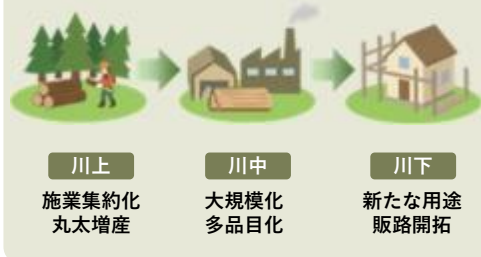 川上
施業集約化
丸太増産
川中
大規模化
多品目化
川下
新たな用途
販路開拓